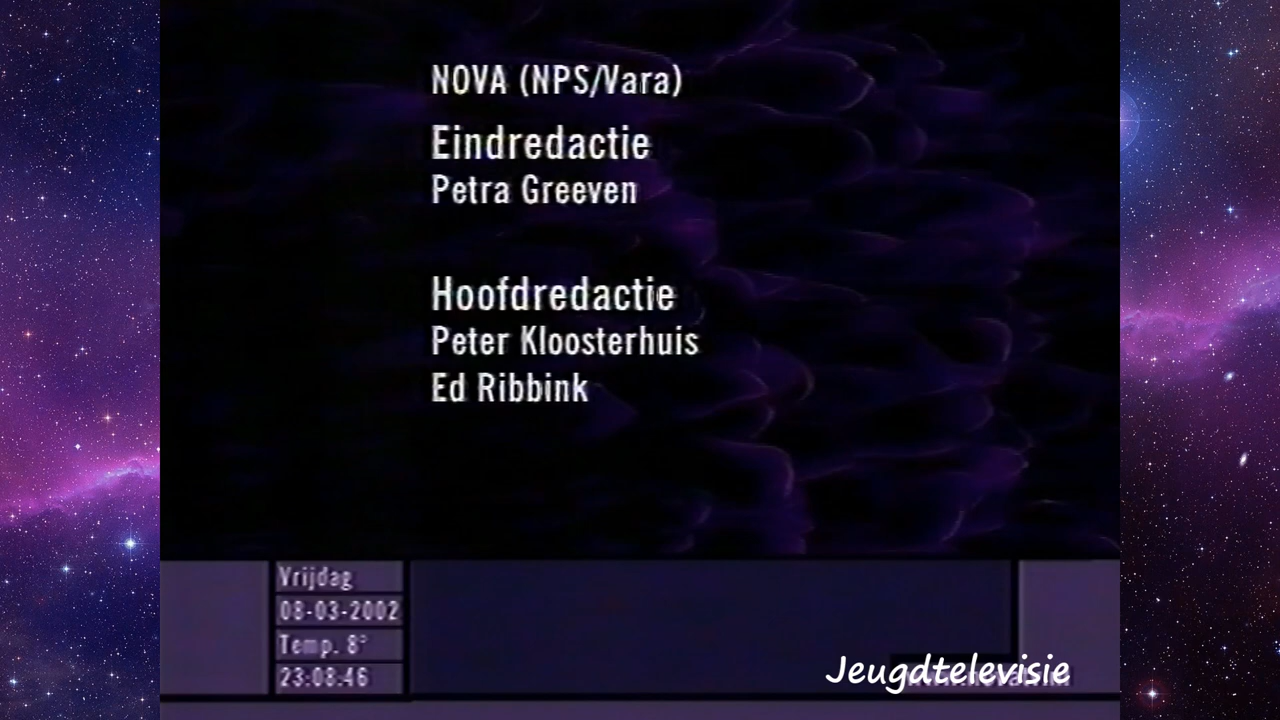 NOVA (NPS/Vara)
Eindredactie
Petra Greeven
Hoofdredactie
Peter Kloosterhuis
Ed Ribbink
Vrijdag
08-03-2002
Temp. 8°
23:08:46
Jeugdtelevisie